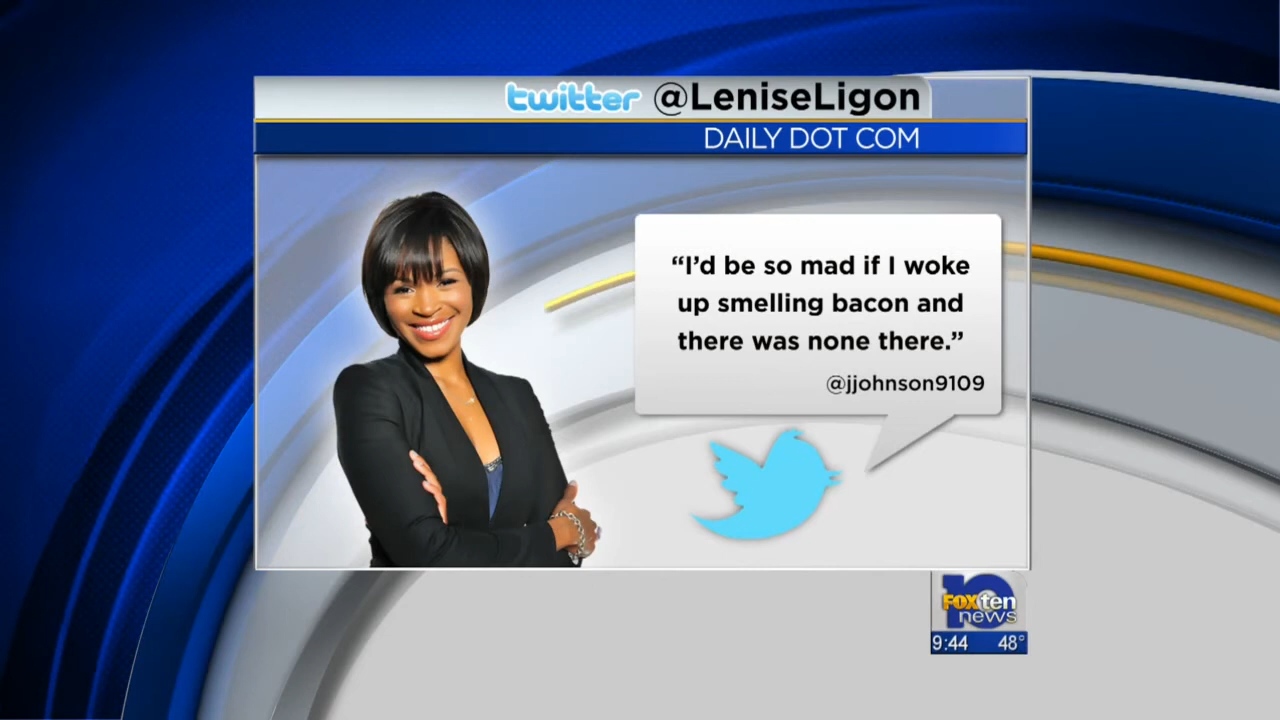 twitter @LeniseLigon
DAILY DOT COM
“I’d be so mad if I woke
up smelling bacon and
there was none there.”
@jjohnson9109
10
FOX ten
news
9:44 48°